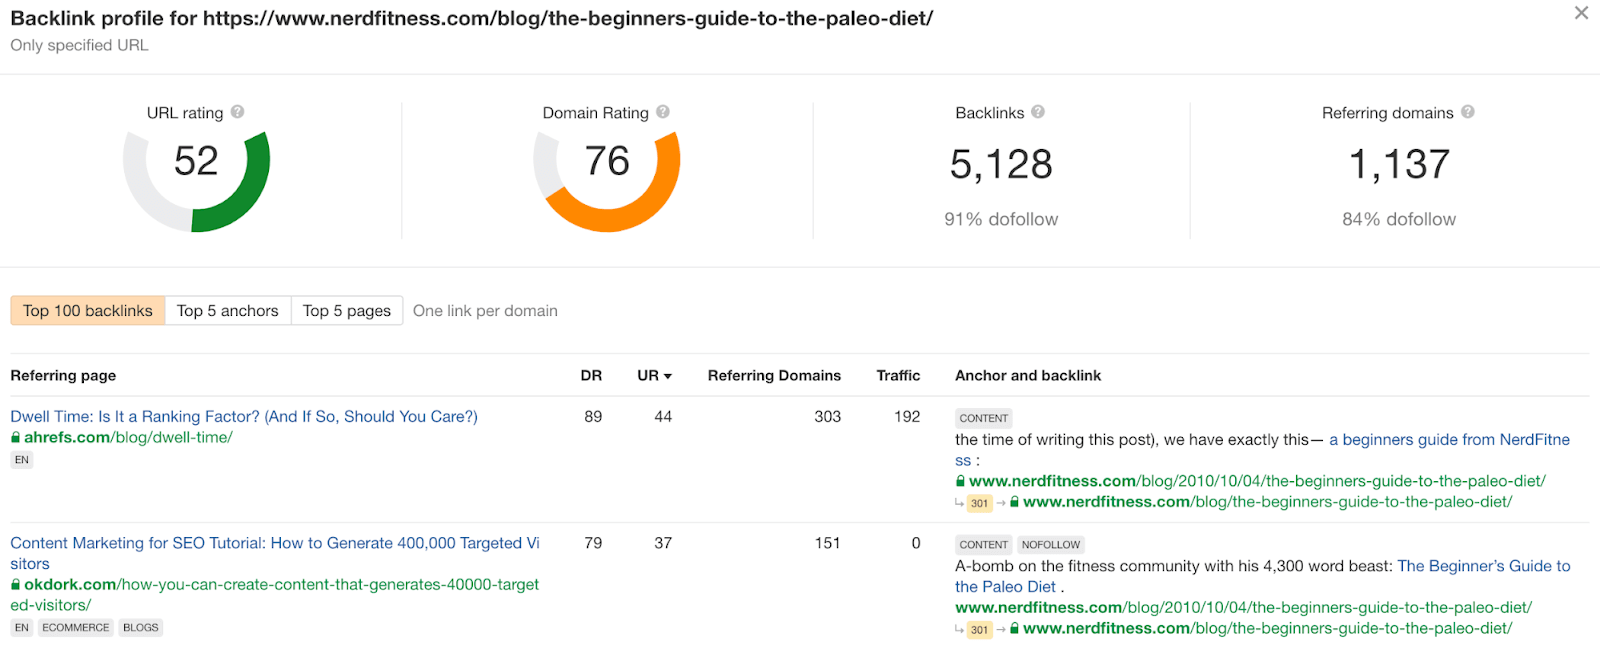 Backlink profile for https://www.nerdfitness.com/blog/the-beginners-guide-to-the-paleo-diet/
Only specified URL
URL rating ?
52
Domain Rating ?
76
Backlinks ?
5,128
91% dofollow
Referring domains ?
1,137
84% dofollow
Top 100 backlinks Top 5 anchors Top 5 pages One link per domain
Referring page DR UR Referring Domains Traffic Anchor and backlink
Dwell Time: Is It a Ranking Factor? (And If So, Should You Care?) 89 44 303 192
ahrefs.com/blog/dwell-time/
EN
CONTENT
the time of writing this post), we have exactly this— a beginners guide from NerdFitne
ss :
www.nerdfitness.com/blog/2010/10/04/the-beginners-guide-to-the-paleo-diet/
↳ 301 → www.nerdfitness.com/blog/the-beginners-guide-to-the-paleo-diet/
Content Marketing for SEO Tutorial: How to Generate 400,000 Targeted Vi
sitors
79 37 151 0
okdork.com/how-you-can-create-content-that-generates-40000-target
ed-visitors/
EN ECOMMERCE BLOGS
CONTENT NOFOLLOW
A-bomb on the fitness community with his 4,300 word beast: The Beginner's Guide to
the Paleo Diet .
www.nerdfitness.com/blog/2010/10/04/the-beginners-guide-to-the-paleo-diet/
↳ 301 → www.nerdfitness.com/blog/the-beginners-guide-to-the-paleo-diet/